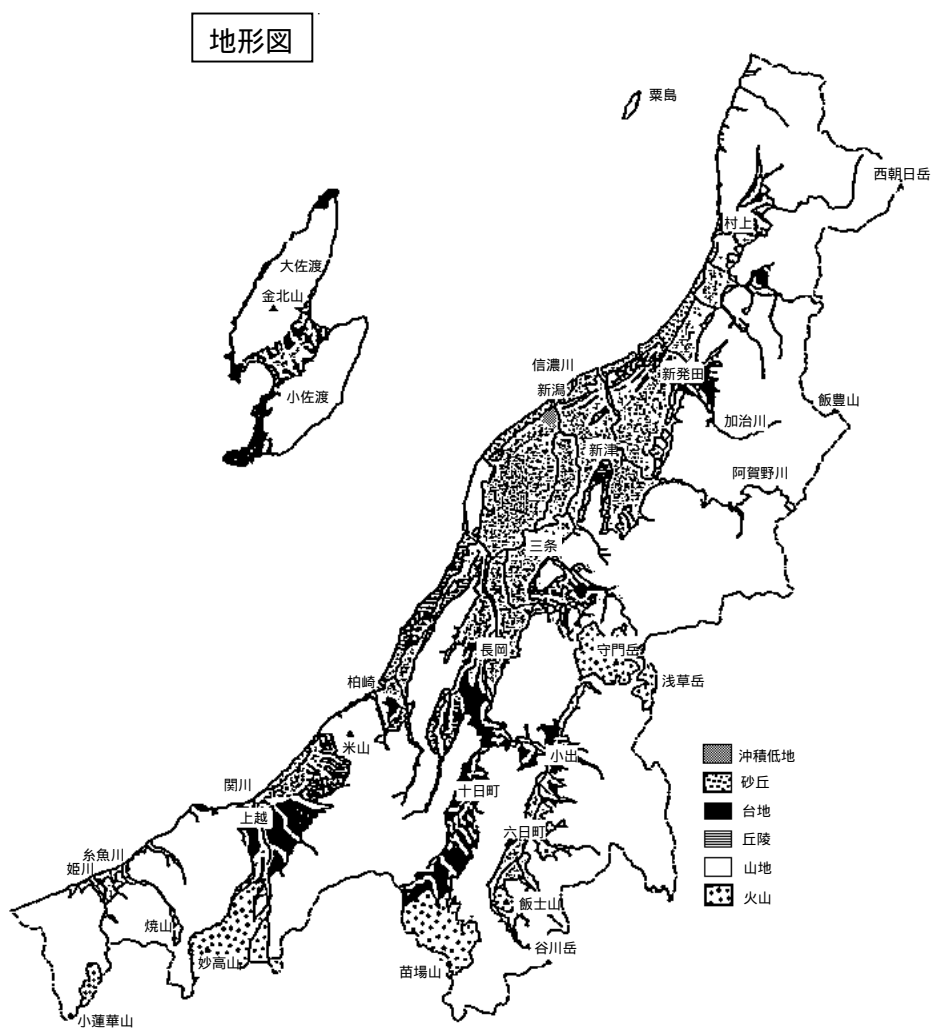 地形図
粟島
西朝日岳
村上
大佐渡
金北山
信濃川
新発田
新潟
小佐渡
飯豊山
加治川
新津
阿賀野川
三条
長岡
守門岳
柏崎
浅草岳
米山
小出
沖積低地
関川
十日町
砂丘
上越
台地
六日町
丘陵
糸魚川
姫川
山地
飯士山
火山
焼山
谷川岳
妙高山
苗場山
小蓮華山